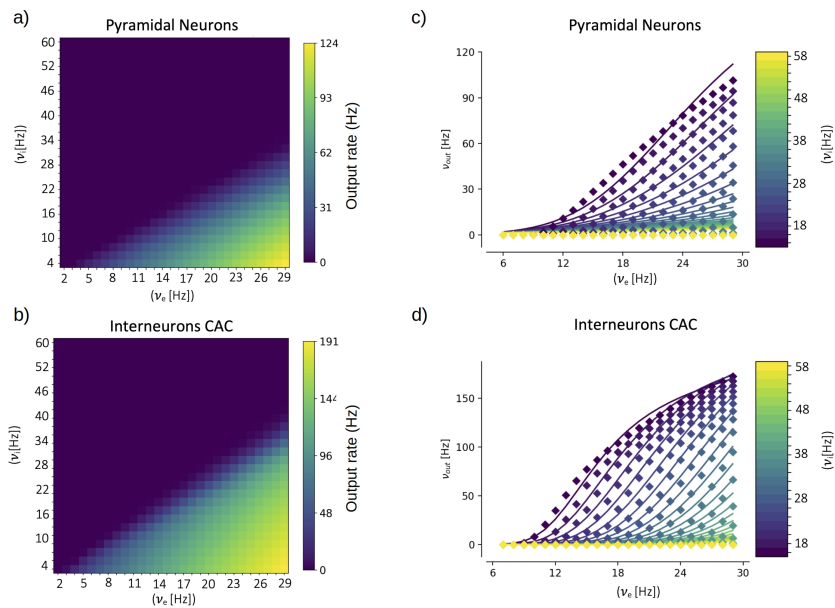 a)
Pyramidal Neurons
60
52
46
40
34
28
22
16
10
4
(νᵢ[Hz])
2 5 8 11 14 17 20 23 26 29
(νₑ [Hz])
124
93
62
31
0
Output rate (Hz)
b)
Interneurons CAC
60
52
46
40
34
28
22
16
10
4
(νᵢ[Hz])
2 5 8 11 14 17 20 23 26 29
(νₑ [Hz])
191
144
96
48
0
Output rate (Hz)
c)
Pyramidal Neurons
120
90
60
30
0
νout [Hz]
6 12 18 24 30
(νₑ [Hz])
58
48
38
28
18
(νᵢ[Hz])
d)
Interneurons CAC
150
100
50
0
νout [Hz]
6 12 18 24 30
(νₑ [Hz])
58
48
38
28
18
(νᵢ[Hz])